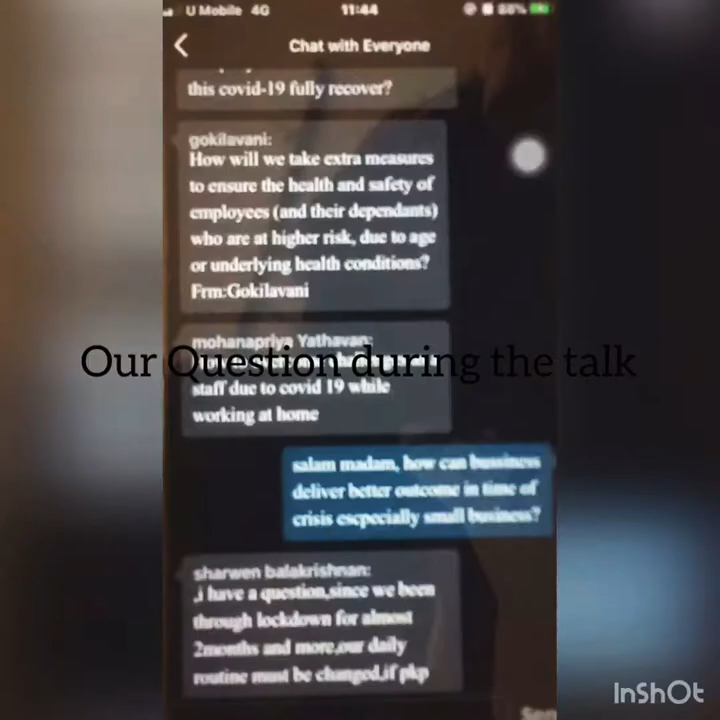 U Mobile 4G 11:44 88%
Chat with Everyone
this covid-19 fully recover?
gokilavani:
How will we take extra measures
to ensure the health and safety of
employees (and their dependants)
who are at higher risk, due to age
or underlying health conditions?
Frm:Gokilavani
mohanapriya Yathavan:
Our Question during the talk
staff due to covid 19 while
working at home
salam madam, how can bussiness
deliver better outcome in time of
crisis escpecially small business?
sharwen balakrishnan:
,i have a question,since we been
through lockdown for almost
2months and more,our daily
routine must be changed,if pkp
InShOt